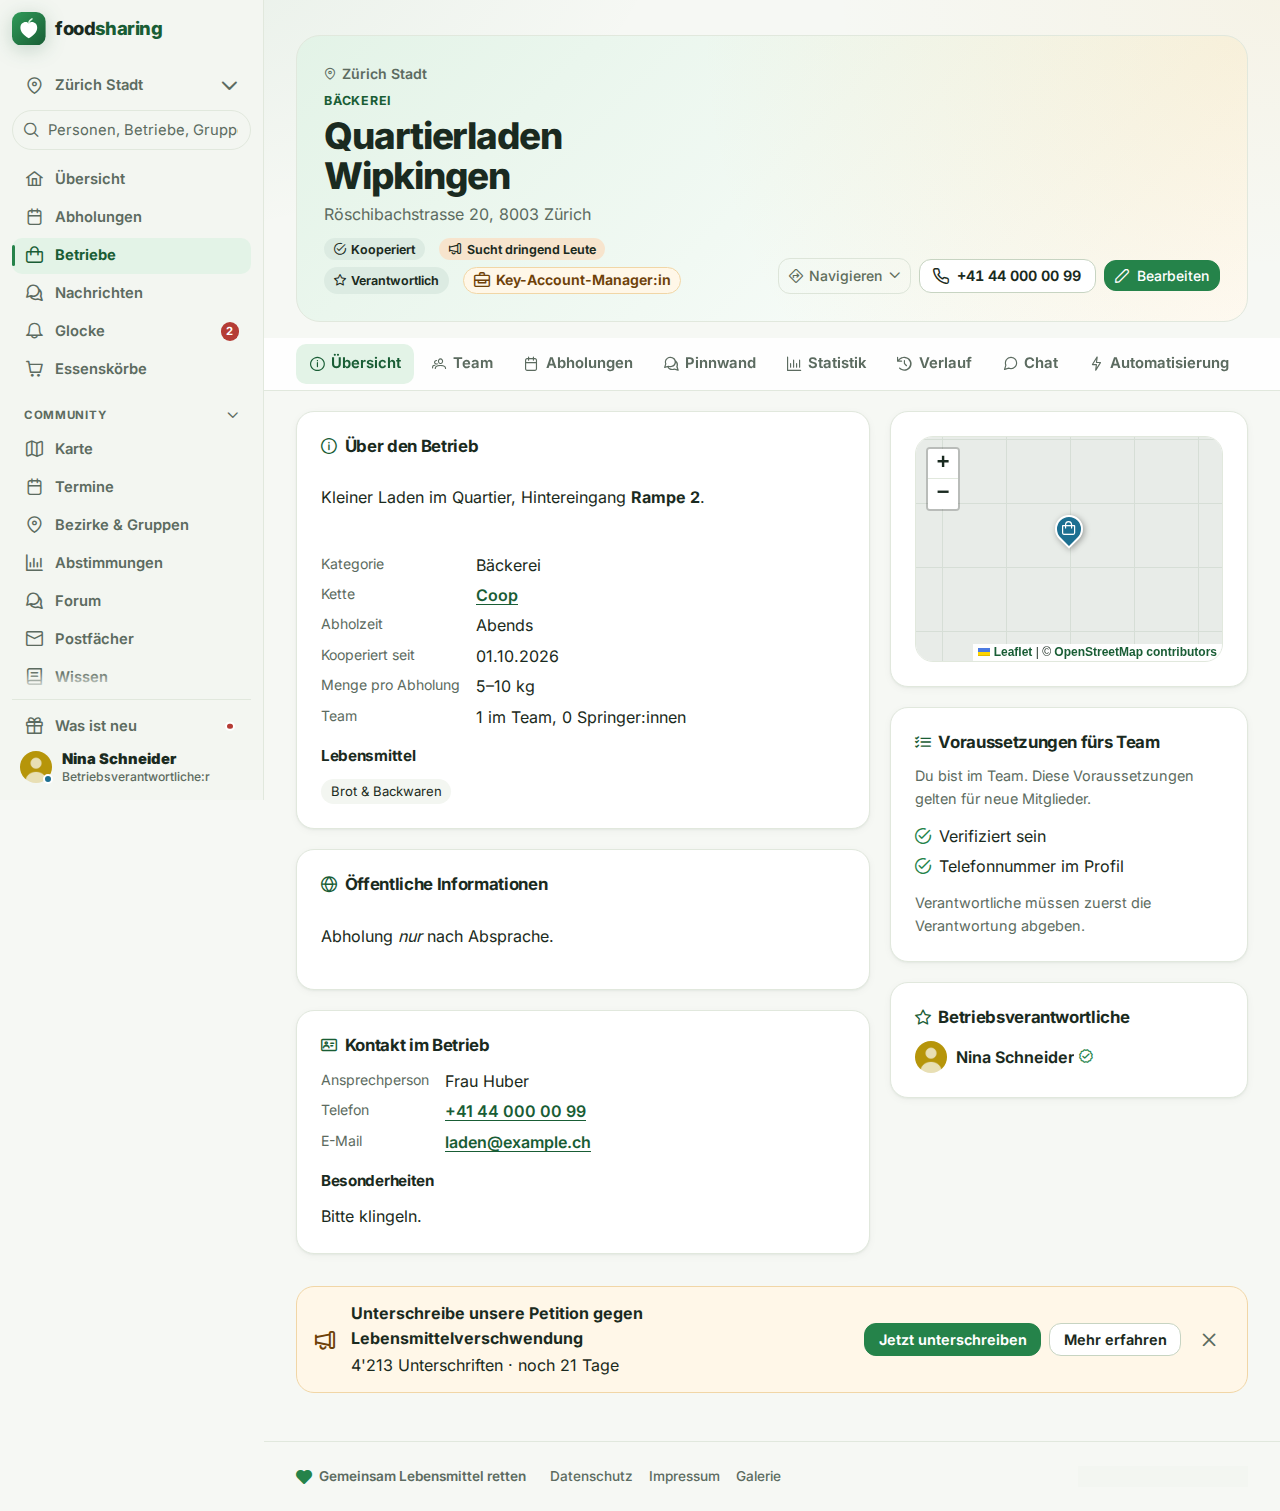 foodsharing
Zürich Stadt
Personen, Betriebe, Grupp
Übersicht
Abholungen
Betriebe
Nachrichten
Glocke 2
Essenskörbe
COMMUNITY
Karte
Termine
Bezirke & Gruppen
Abstimmungen
Forum
Postfächer
Wissen
Was ist neu
Nina Schneider
Betriebsverantwortliche:r
Zürich Stadt
BÄCKEREI
Quartierladen
Wipkingen
Röschibachstrasse 20, 8003 Zürich
Kooperiert Sucht dringend Leute
Verantwortlich Key-Account-Manager:in
Navigieren +41 44 000 00 99 Bearbeiten
Übersicht Team Abholungen Pinnwand Statistik Verlauf Chat Automatisierung
Über den Betrieb
Kleiner Laden im Quartier, Hintereingang Rampe 2.
Kategorie Bäckerei
Kette Coop
Abholzeit Abends
Kooperiert seit 01.10.2026
Menge pro Abholung 5–10 kg
Team 1 im Team, 0 Springer:innen
Lebensmittel
Brot & Backwaren
Öffentliche Informationen
Abholung nur nach Absprache.
Kontakt im Betrieb
Ansprechperson Frau Huber
Telefon +41 44 000 00 99
E-Mail laden@example.ch
Besonderheiten
Bitte klingeln.
+
−
Leaflet | © OpenStreetMap contributors
Voraussetzungen fürs Team
Du bist im Team. Diese Voraussetzungen
gelten für neue Mitglieder.
Verifiziert sein
Telefonnummer im Profil
Verantwortliche müssen zuerst die
Verantwortung abgeben.
Betriebsverantwortliche
Nina Schneider
Unterschreibe unsere Petition gegen
Lebensmittelverschwendung
4'213 Unterschriften · noch 21 Tage
Jetzt unterschreiben Mehr erfahren
Gemeinsam Lebensmittel retten Datenschutz Impressum Galerie